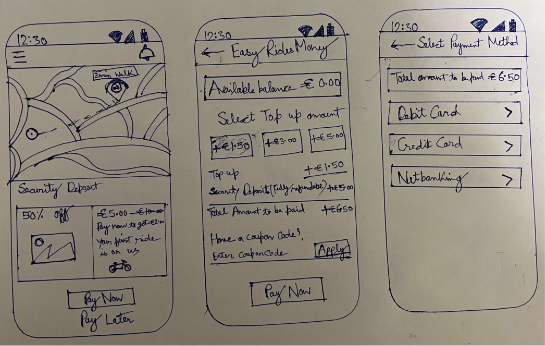 12:30
2min Walk
Security Deposit
50% off
€5.00 €10.00
Pay now to get
Your first ride
is on us
Pay Now
Pay Later
12:30
← Easy Rides Money
Available balance € 0.00
Select Top up amount
+€1.50 +€3.00 +€5.00
Top up +€1.50
Security Deposit (Fully refundable) +€5.00
Total Amount to be paid +€6.50
Have a Coupon Code?
Enter Coupon Code Apply
Pay Now
12:30
← Select Payment Method
Total amount to be paid €6.50
Debit Card >
Credit Card >
Netbanking >